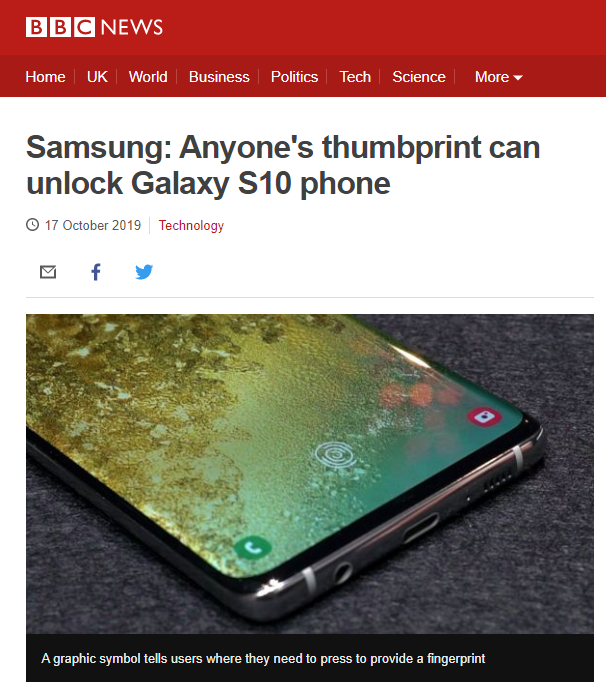 BBC NEWS
Home UK World Business Politics Tech Science More
Samsung: Anyone's thumbprint can
unlock Galaxy S10 phone
17 October 2019 Technology
A graphic symbol tells users where they need to press to provide a fingerprint